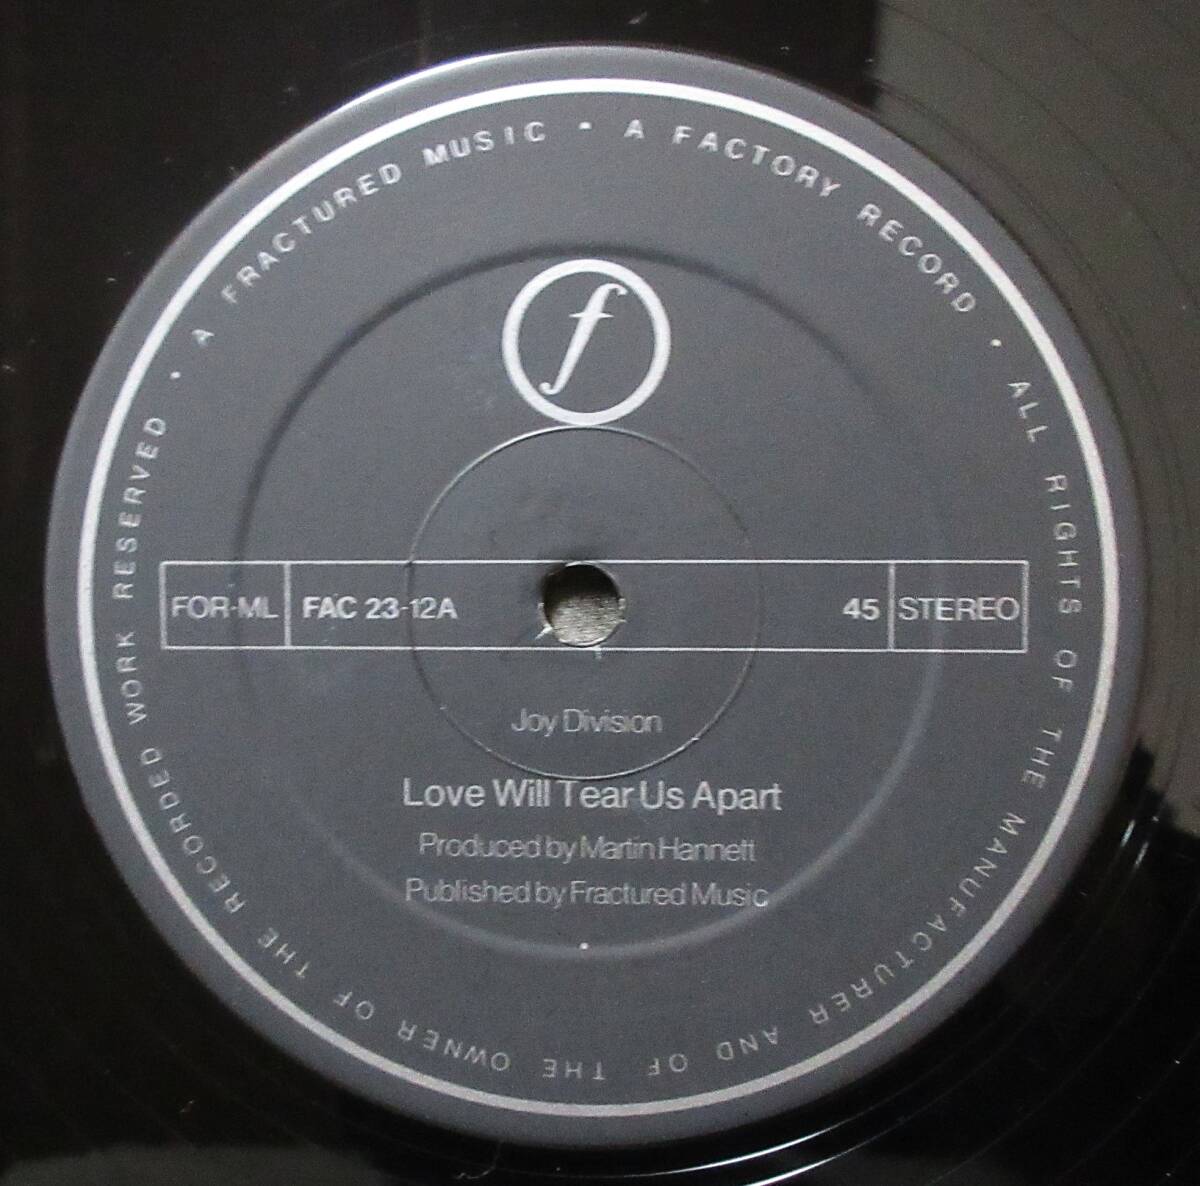 A FRACTURED MUSIC · A FACTORY RECORD · ALL RIGHTS OF THE MANUFACTURER AND OF THE OWNER OF THE RECORDED WORK RESERVED ·
f
FOR-ML FAC 23-12A 45 STEREO
Joy Division
Love Will Tear Us Apart
Produced by Martin Hannett
Published by Fractured Music